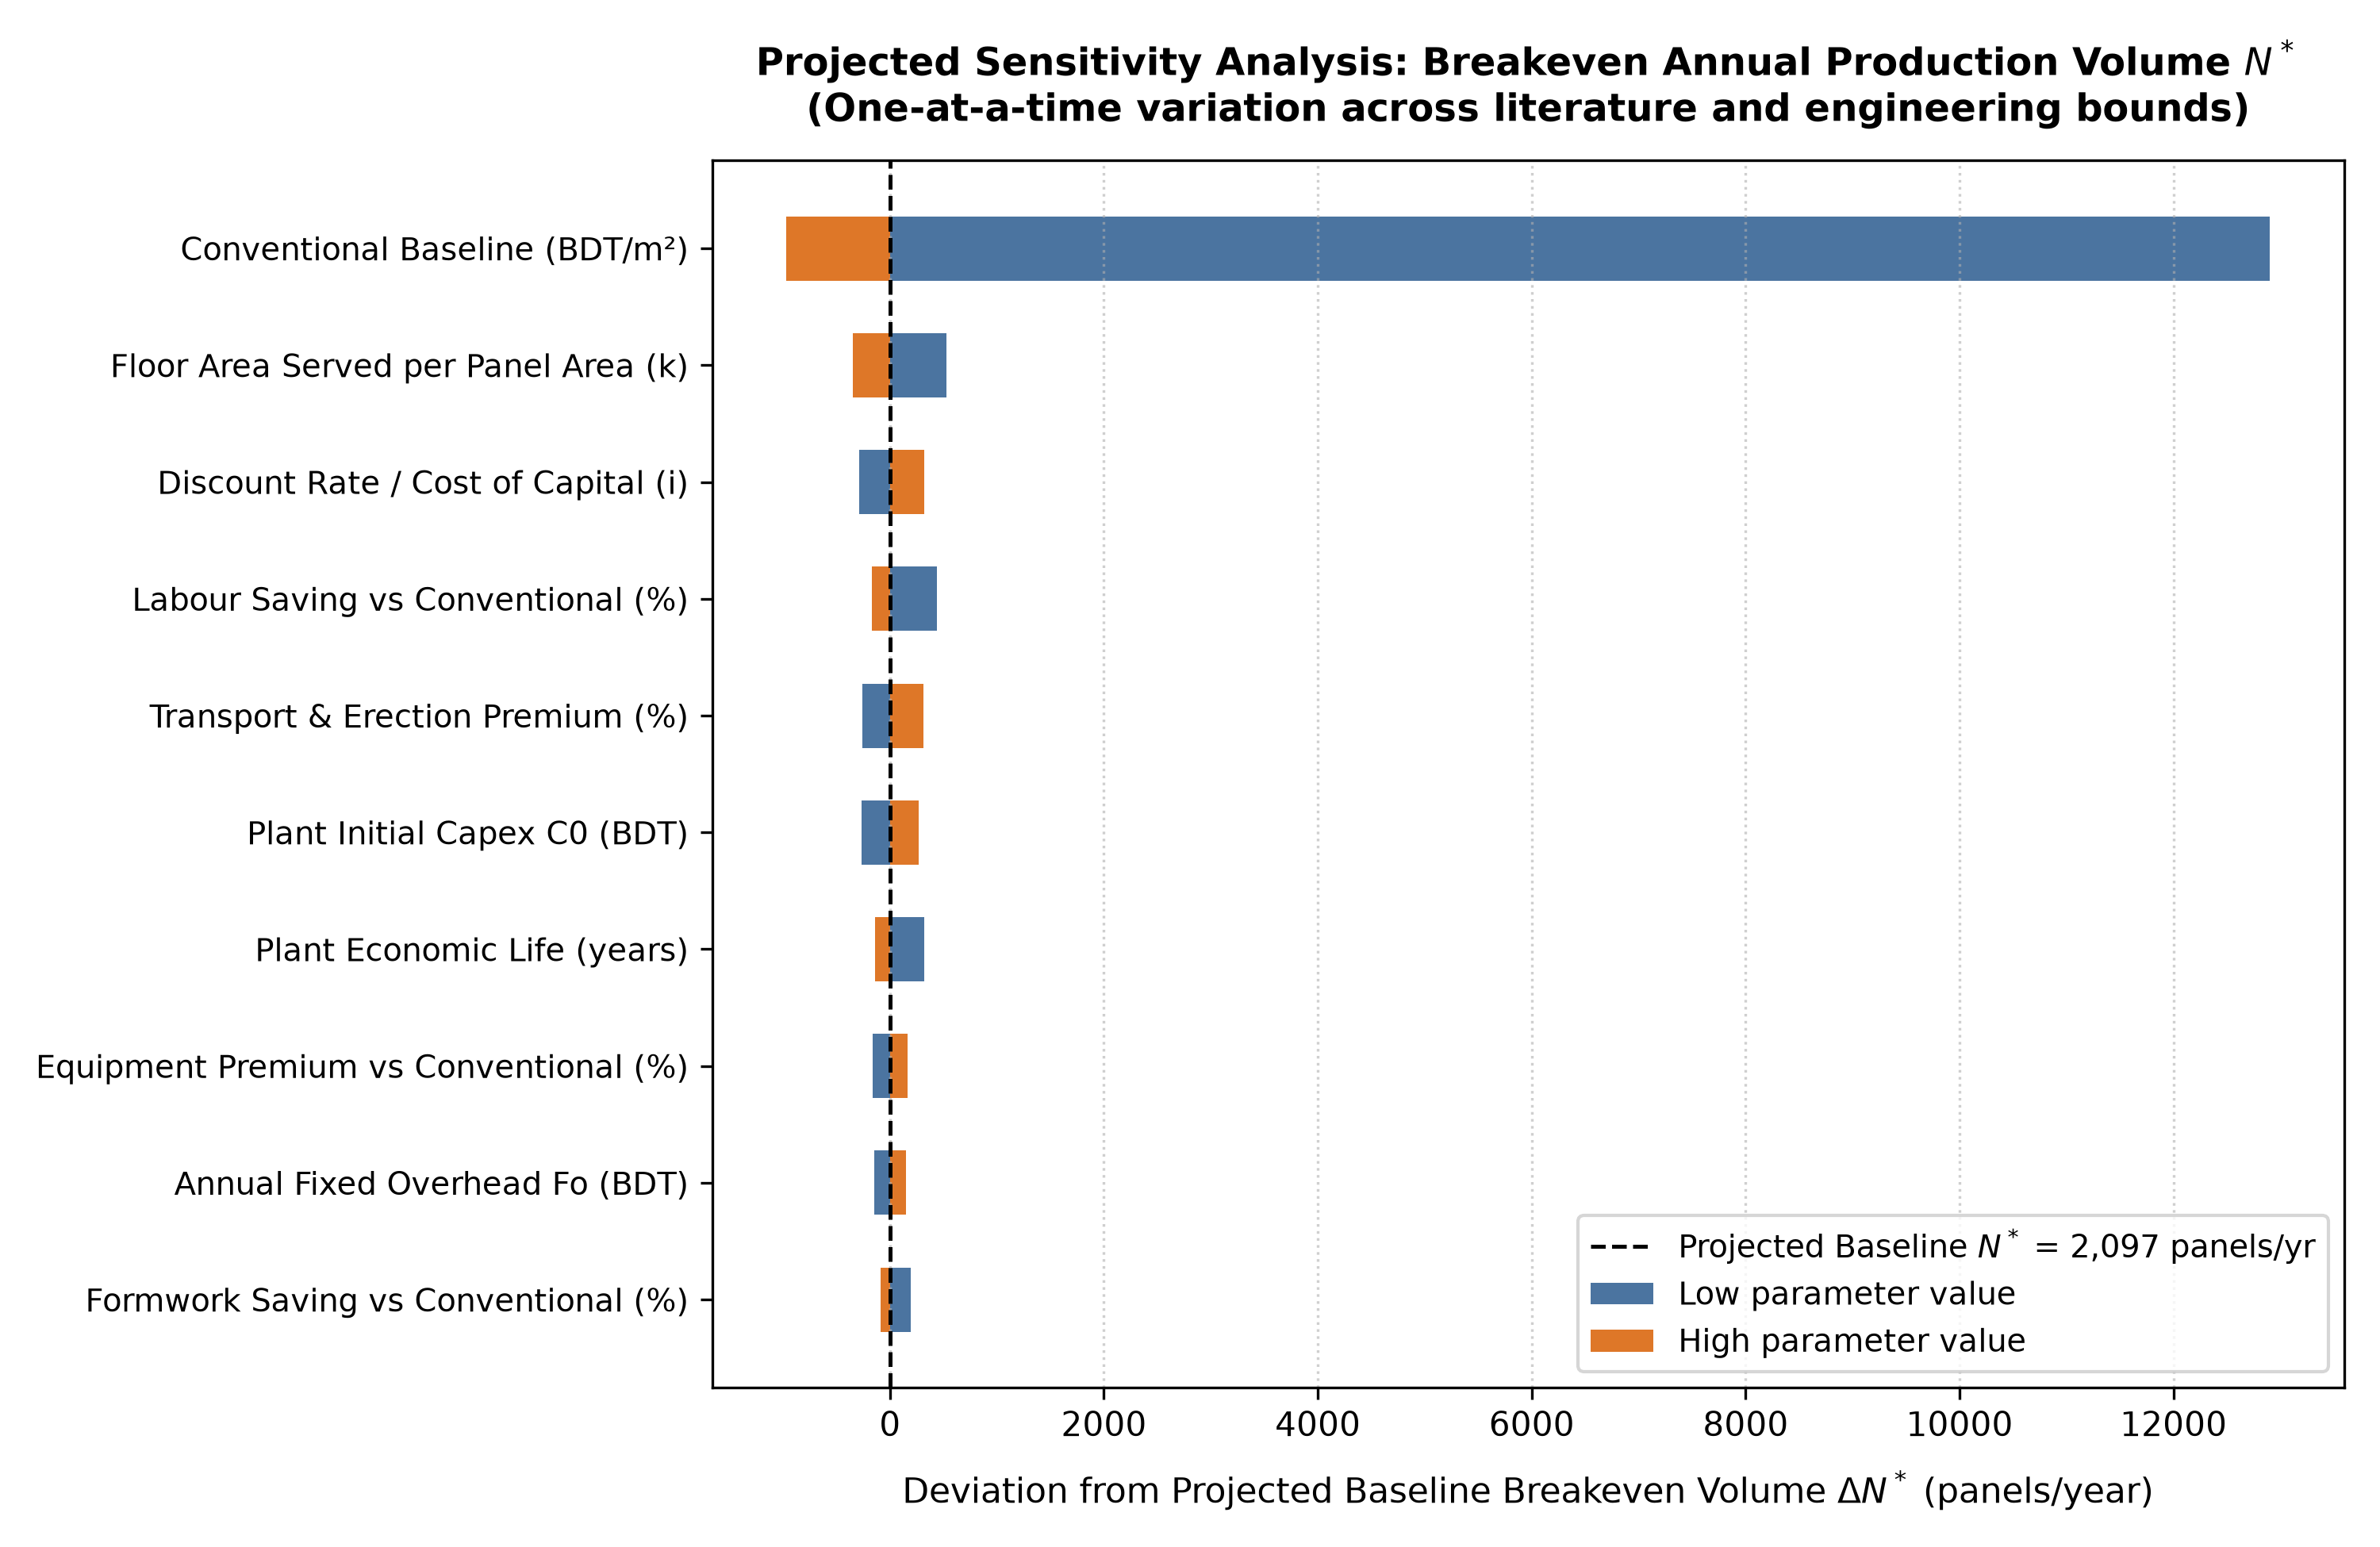 Projected Sensitivity Analysis: Breakeven Annual Production Volume N*
(One-at-a-time variation across literature and engineering bounds)
Conventional Baseline (BDT/m²)
Floor Area Served per Panel Area (k)
Discount Rate / Cost of Capital (i)
Labour Saving vs Conventional (%)
Transport & Erection Premium (%)
Plant Initial Capex C0 (BDT)
Plant Economic Life (years)
Equipment Premium vs Conventional (%)
Annual Fixed Overhead Fo (BDT)
Formwork Saving vs Conventional (%)
Projected Baseline N* = 2,097 panels/yr
Low parameter value
High parameter value
0 2000 4000 6000 8000 10000 12000
Deviation from Projected Baseline Breakeven Volume ΔN* (panels/year)